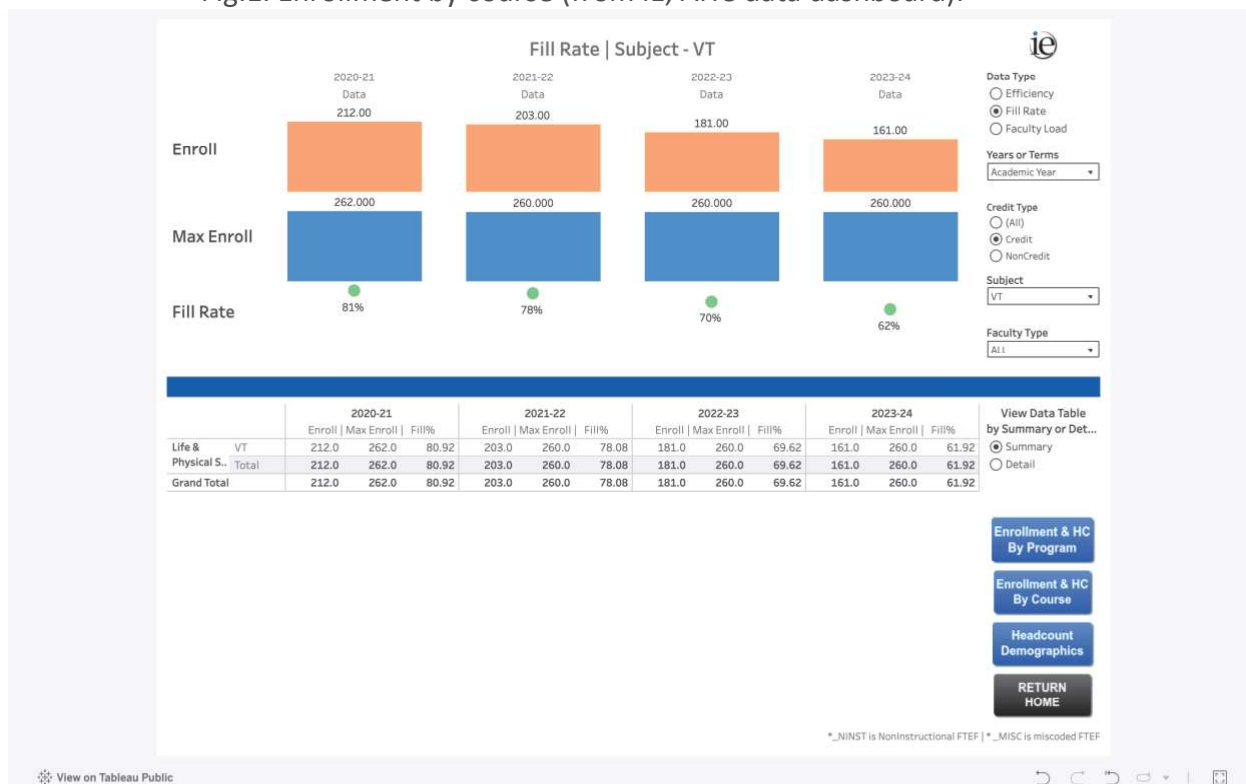 Fill Rate | Subject - VT
ie
2020-21 2021-22 2022-23 2023-24
Data Data Data Data
212.00 203.00 181.00 161.00
Enroll
262.000 260.000 260.000 260.000
Max Enroll
Fill Rate
81% 78% 70% 62%
Data Type
Efficiency
Fill Rate
Faculty Load
Years or Terms
Academic Year
Credit Type
(All)
Credit
NonCredit
Subject
VT
Faculty Type
ALL
2020-21 2021-22 2022-23 2023-24
Enroll | Max Enroll | Fill% Enroll | Max Enroll | Fill% Enroll | Max Enroll | Fill% Enroll | Max Enroll | Fill%
Life & VT 212.0 262.0 80.92 203.0 260.0 78.08 181.0 260.0 69.62 161.0 260.0 61.92
Physical S.. Total 212.0 262.0 80.92 203.0 260.0 78.08 181.0 260.0 69.62 161.0 260.0 61.92
Grand Total 212.0 262.0 80.92 203.0 260.0 78.08 181.0 260.0 69.62 161.0 260.0 61.92
View Data Table
by Summary or Det...
Summary
Detail
Enrollment & HC
By Program
Enrollment & HC
By Course
Headcount
Demographics
RETURN
HOME
*_NINST is NonInstructional FTEF | *_MISC is miscoded FTEF
View on Tableau Public